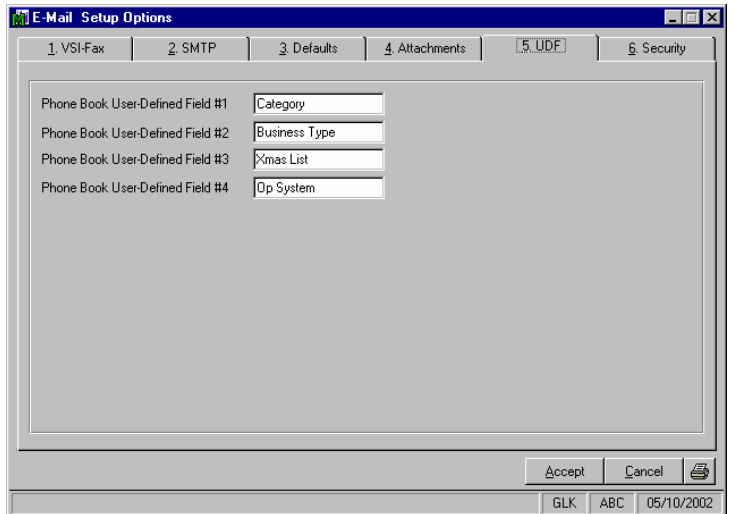 E-Mail Setup Options
1. VSI-Fax 2. SMTP 3. Defaults 4. Attachments 5. UDF 6. Security
Phone Book User-Defined Field #1 Category
Phone Book User-Defined Field #2 Business Type
Phone Book User-Defined Field #3 Xmas List
Phone Book User-Defined Field #4 Op System
Accept Cancel
GLK ABC 05/10/2002